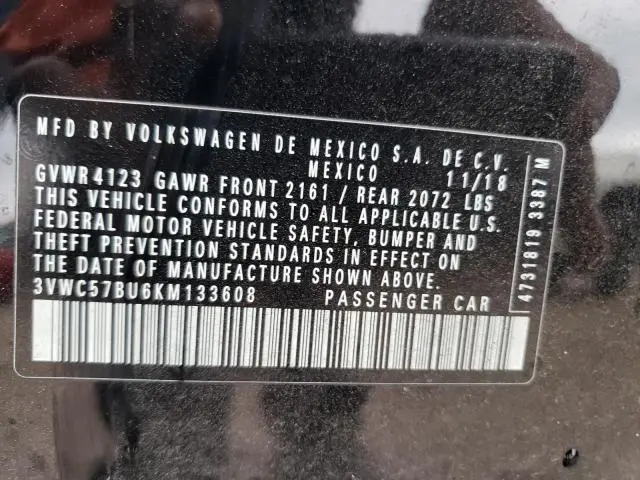 MFD BY VOLKSWAGEN DE MEXICO S.A. DE C.V.
MEXICO 11/18
GVWR 4123 GAWR FRONT 2161 / REAR 2072 LBS
THIS VEHICLE CONFORMS TO ALL APPLICABLE U.S.
FEDERAL MOTOR VEHICLE SAFETY, BUMPER AND
THEFT PREVENTION STANDARDS IN EFFECT ON
THE DATE OF MANUFACTURE SHOWN ABOVE.
3VWC57BU6KM133608 PASSENGER CAR
4731819 3387 M